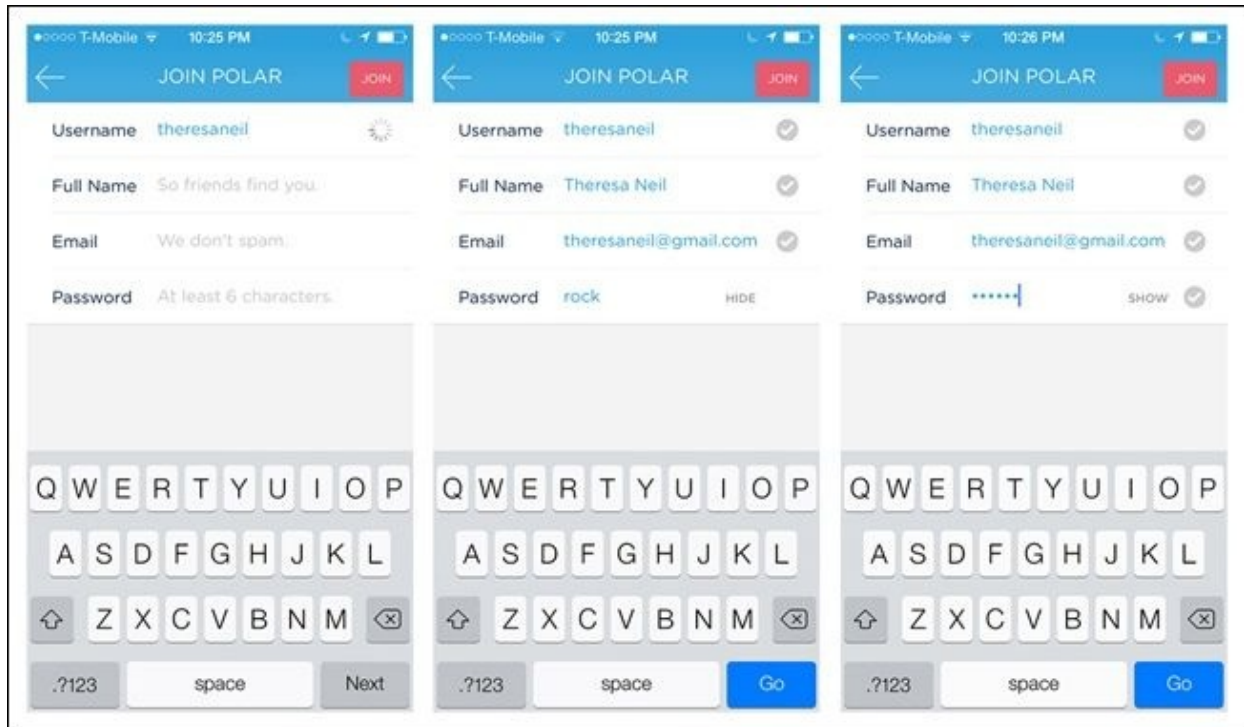 T-Mobile 10:25 PM
JOIN POLAR JOIN
Username theresaneil
Full Name So friends find you.
Email We don't spam.
Password At least 6 characters.
Q W E R T Y U I O P
A S D F G H J K L
Z X C V B N M
.?123 space Next
T-Mobile 10:25 PM
JOIN POLAR JOIN
Username theresaneil
Full Name Theresa Neil
Email theresaneil@gmail.com
Password rock HIDE
Q W E R T Y U I O P
A S D F G H J K L
Z X C V B N M
.?123 space Go
T-Mobile 10:26 PM
JOIN POLAR JOIN
Username theresaneil
Full Name Theresa Neil
Email theresaneil@gmail.com
Password •••••• SHOW
Q W E R T Y U I O P
A S D F G H J K L
Z X C V B N M
.?123 space Go